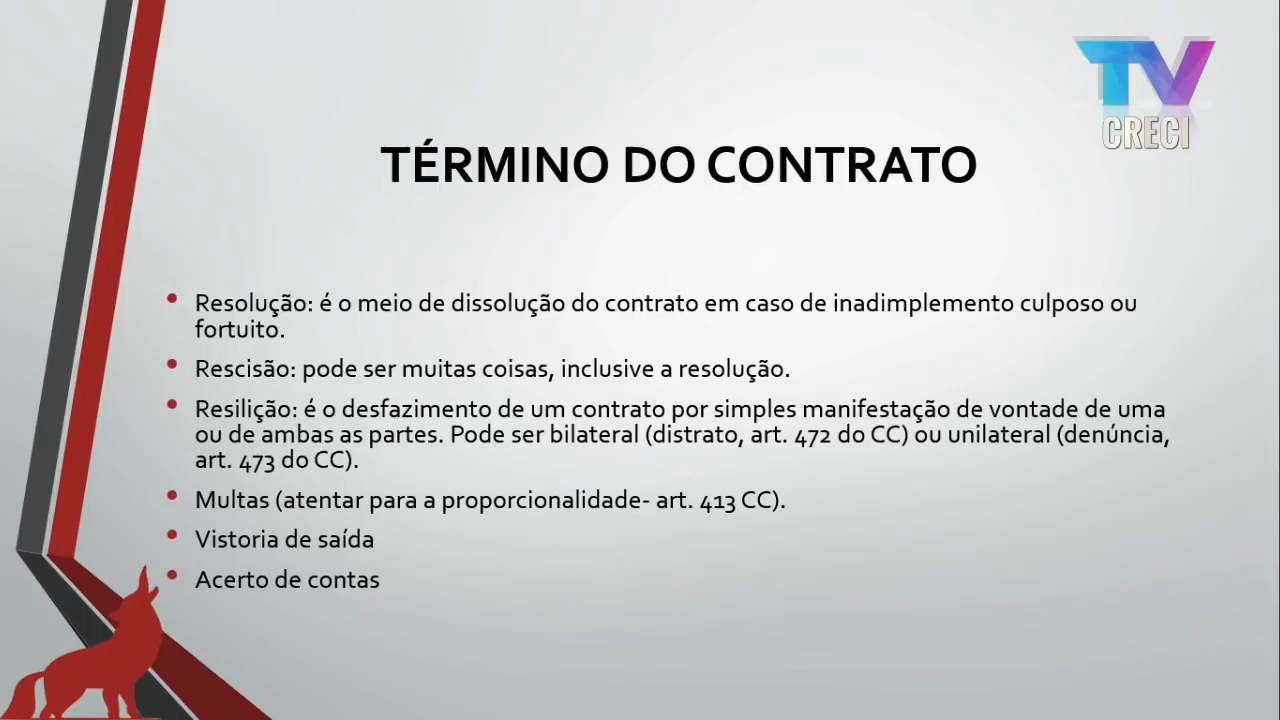 TV
CRECI
TÉRMINO DO CONTRATO
• Resolução: é o meio de dissolução do contrato em caso de inadimplemento culposo ou
fortuito.
• Rescisão: pode ser muitas coisas, inclusive a resolução.
• Resilição: é o desfazimento de um contrato por simples manifestação de vontade de uma
ou de ambas as partes. Pode ser bilateral (distrato, art. 472 do CC) ou unilateral (denúncia,
art. 473 do CC).
• Multas (atentar para a proporcionalidade- art. 413 CC).
• Vistoria de saída
• Acerto de contas